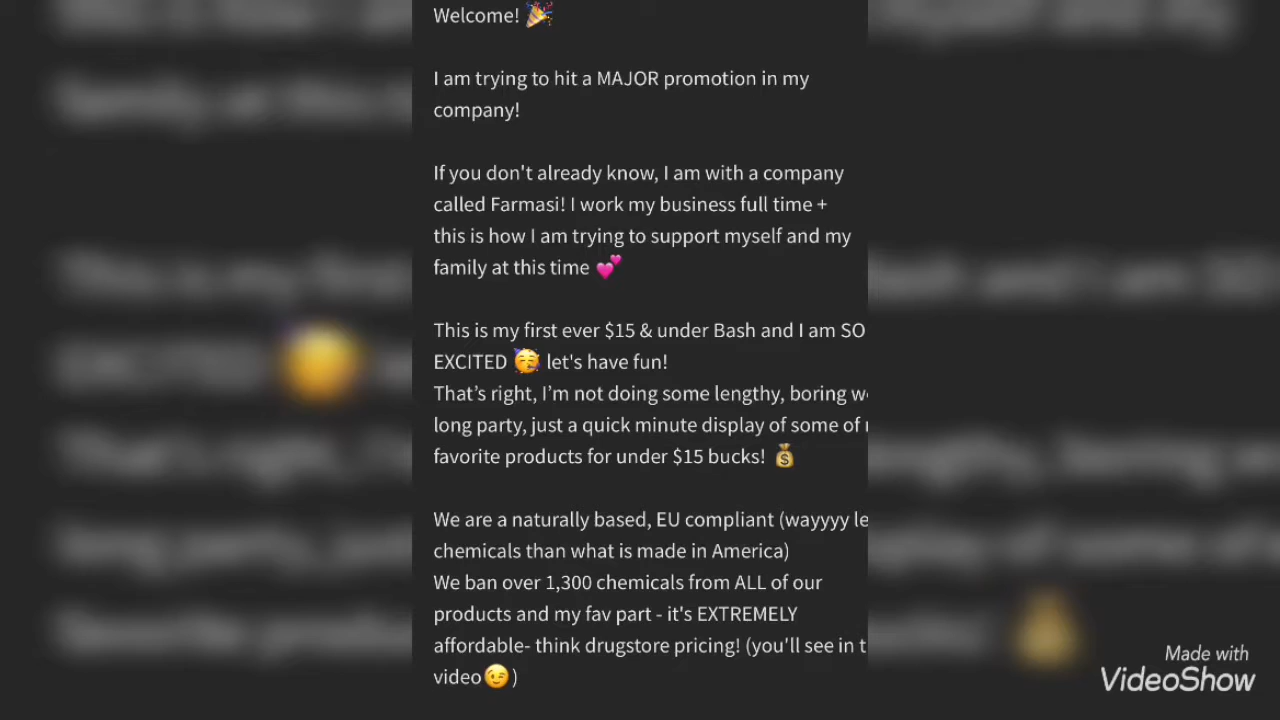 Welcome! 🎉
I am trying to hit a MAJOR promotion in my
company!
If you don't already know, I am with a company
called Farmasi! I work my business full time +
this is how I am trying to support myself and my
family at this time 💕
This is my first ever $15 & under Bash and I am SO
EXCITED 🥳 let's have fun!
That’s right, I’m not doing some lengthy, boring
long party, just a quick minute display of some of
favorite products for under $15 bucks! 💰
We are a naturally based, EU compliant (wayyyy
chemicals than what is made in America)
We ban over 1,300 chemicals from ALL of our
products and my fav part - it's EXTREMELY
affordable- think drugstore pricing! (you'll see in
video😉)
Made with
VideoShow